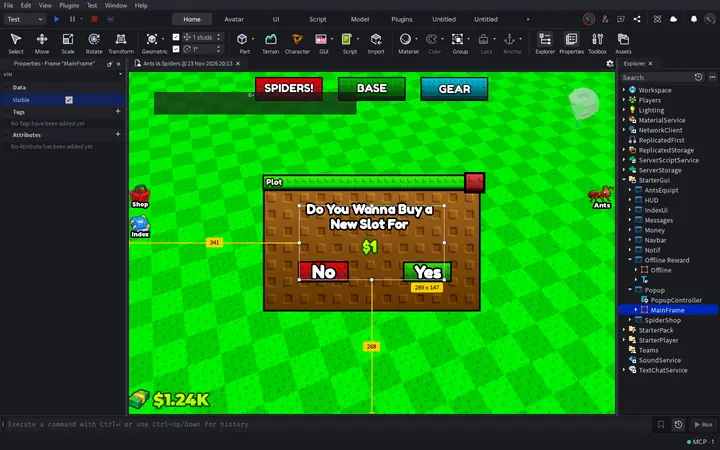 File Edit View Plugins Test Window Help
Test
Home Avatar UI Script Model Plugins Untitled Untitled
Select Move Scale Rotate Transform Geometric 1 studs 1° Part Terrain Character GUI Script Import Material Color Group Lock Anchor Explorer Properties Toolbox Assets
Properties - Frame "MainFrame"
visi
Data
Visible
Tags
No Tags have been added yet
Attributes
No Attribute has been added yet
Ants Vs Spiders @ 23 Nov 2026 20:13
SPIDERS! BASE GEAR
Shop
Index
Ants
Plot
Do You Wanna Buy a
New Slot For
$1
No Yes
341
289 x 147
268
$1.24K
Explorer
Search
Workspace
Players
Lighting
MaterialService
NetworkClient
ReplicatedFirst
ReplicatedStorage
ServerScriptService
ServerStorage
StarterGui
AntsEquipt
HUD
IndexUi
Messages
Money
Navbar
Notif
Offline Reward
Offline
T
Popup
PopupController
MainFrame
SpiderShop
StarterPack
StarterPlayer
Teams
SoundService
TextChatService
Execute a command with Ctrl+↵ or use Ctrl+Up/Down for history
Run
MCP · 1